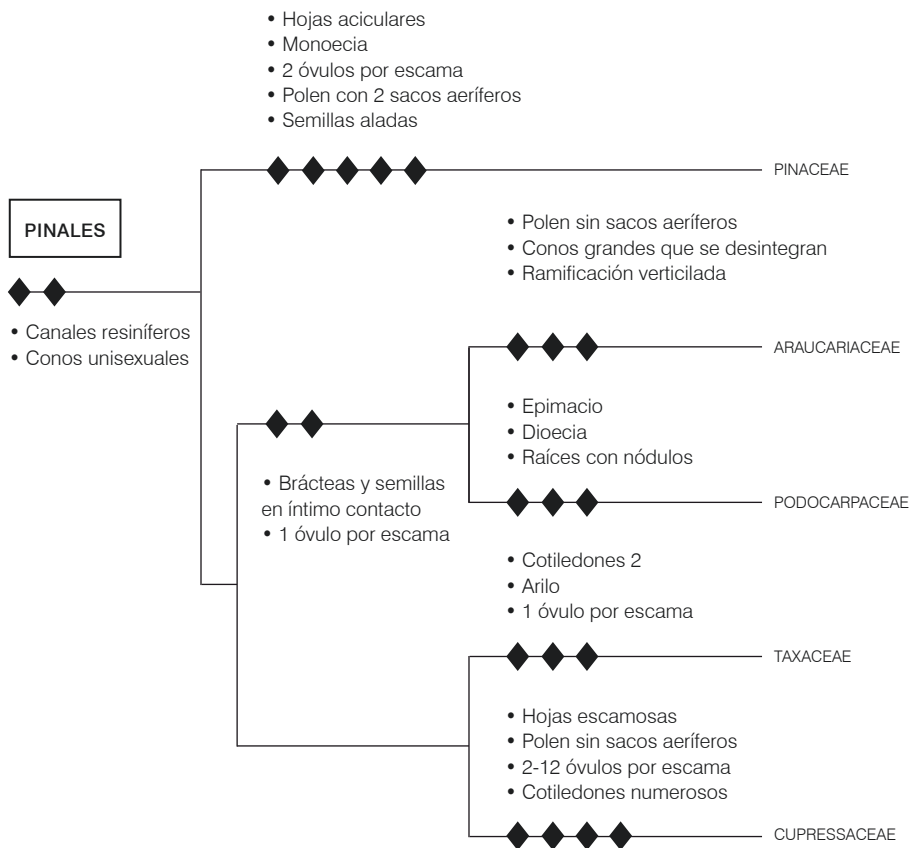 • Hojas aciculares
• Monoecia
• 2 óvulos por escama
• Polen con 2 sacos aeríferos
• Semillas aladas
PINACEAE
PINALES
• Canales resiníferos
• Conos unisexuales
• Polen sin sacos aeríferos
• Conos grandes que se desintegran
• Ramificación verticilada
ARAUCARIACEAE
• Brácteas y semillas
en íntimo contacto
• 1 óvulo por escama
• Epimacio
• Dioecia
• Raíces con nódulos
PODOCARPACEAE
• Cotiledones 2
• Arilo
• 1 óvulo por escama
TAXACEAE
• Hojas escamosas
• Polen sin sacos aeríferos
• 2-12 óvulos por escama
• Cotiledones numerosos
CUPRESSACEAE